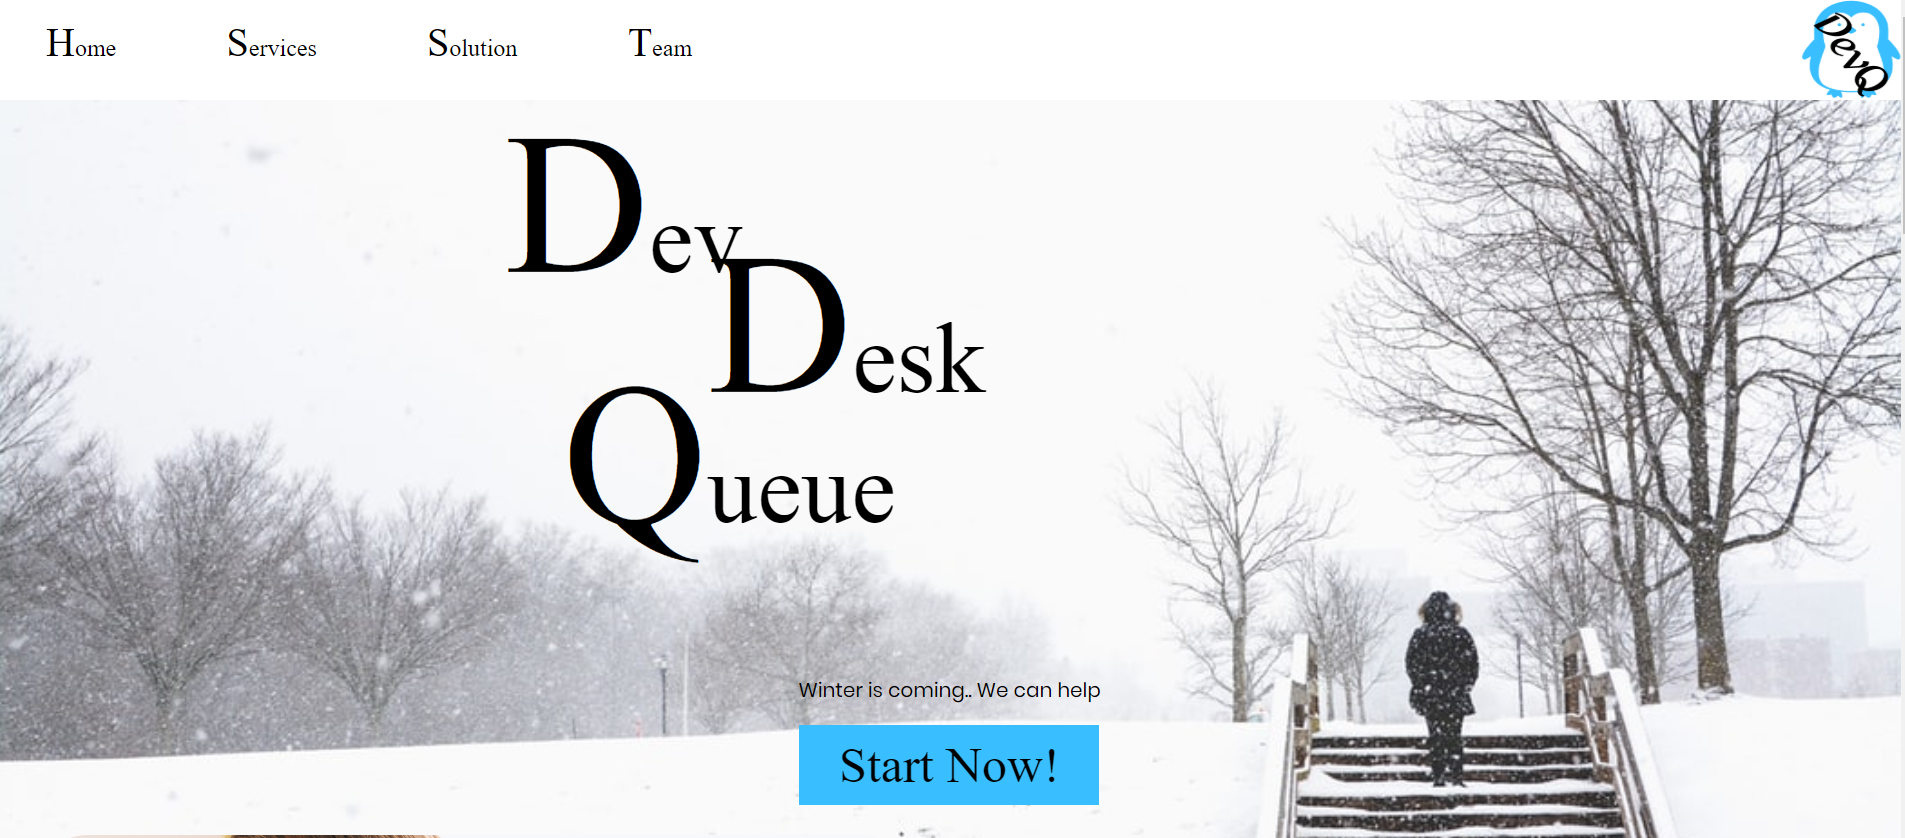 Home Services Solution Team
DevQ
Dev
Desk
Queue
Winter is coming.. We can help
Start Now!